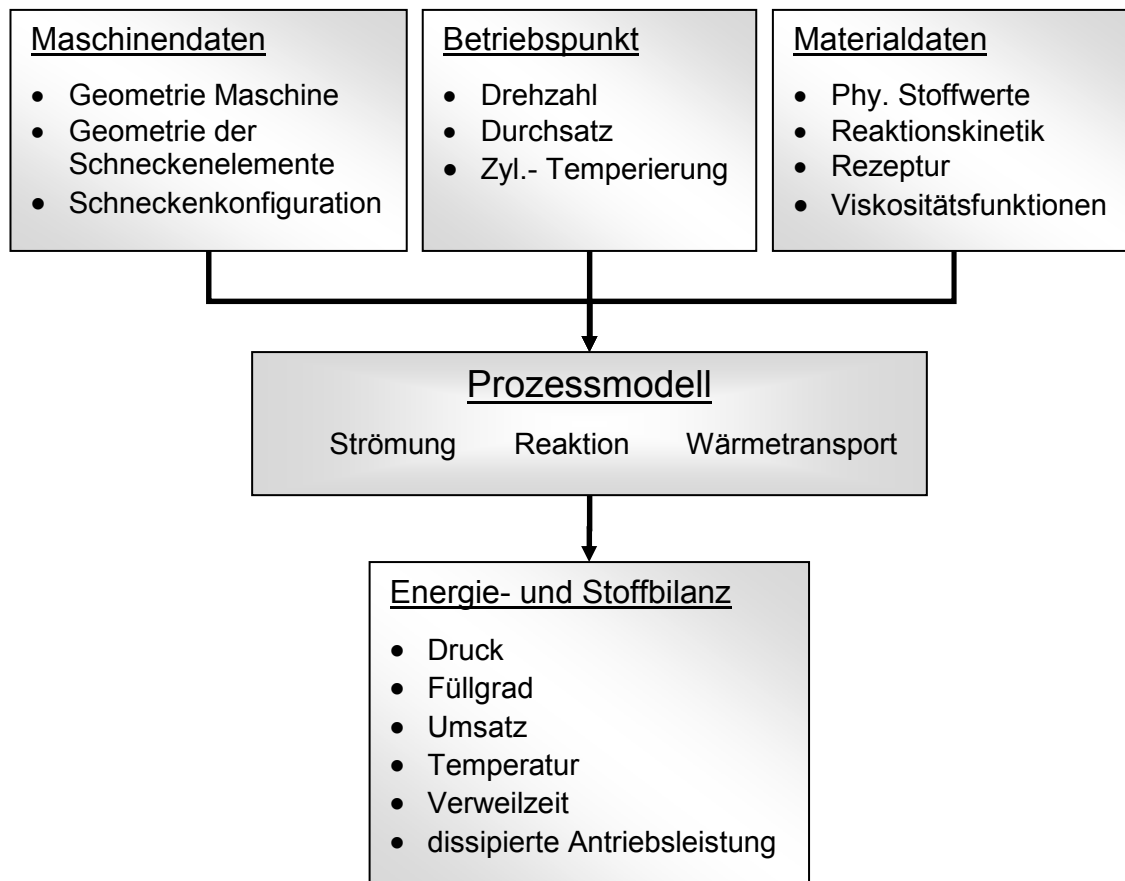 Maschinendaten
• Geometrie Maschine
• Geometrie der
Schneckenelemente
• Schneckenkonfiguration
Betriebspunkt
• Drehzahl
• Durchsatz
• Zyl.- Temperierung
Materialdaten
• Phy. Stoffwerte
• Reaktionskinetik
• Rezeptur
• Viskositätsfunktionen
Prozessmodell
Strömung Reaktion Wärmetransport
Energie- und Stoffbilanz
• Druck
• Füllgrad
• Umsatz
• Temperatur
• Verweilzeit
• dissipierte Antriebsleistung